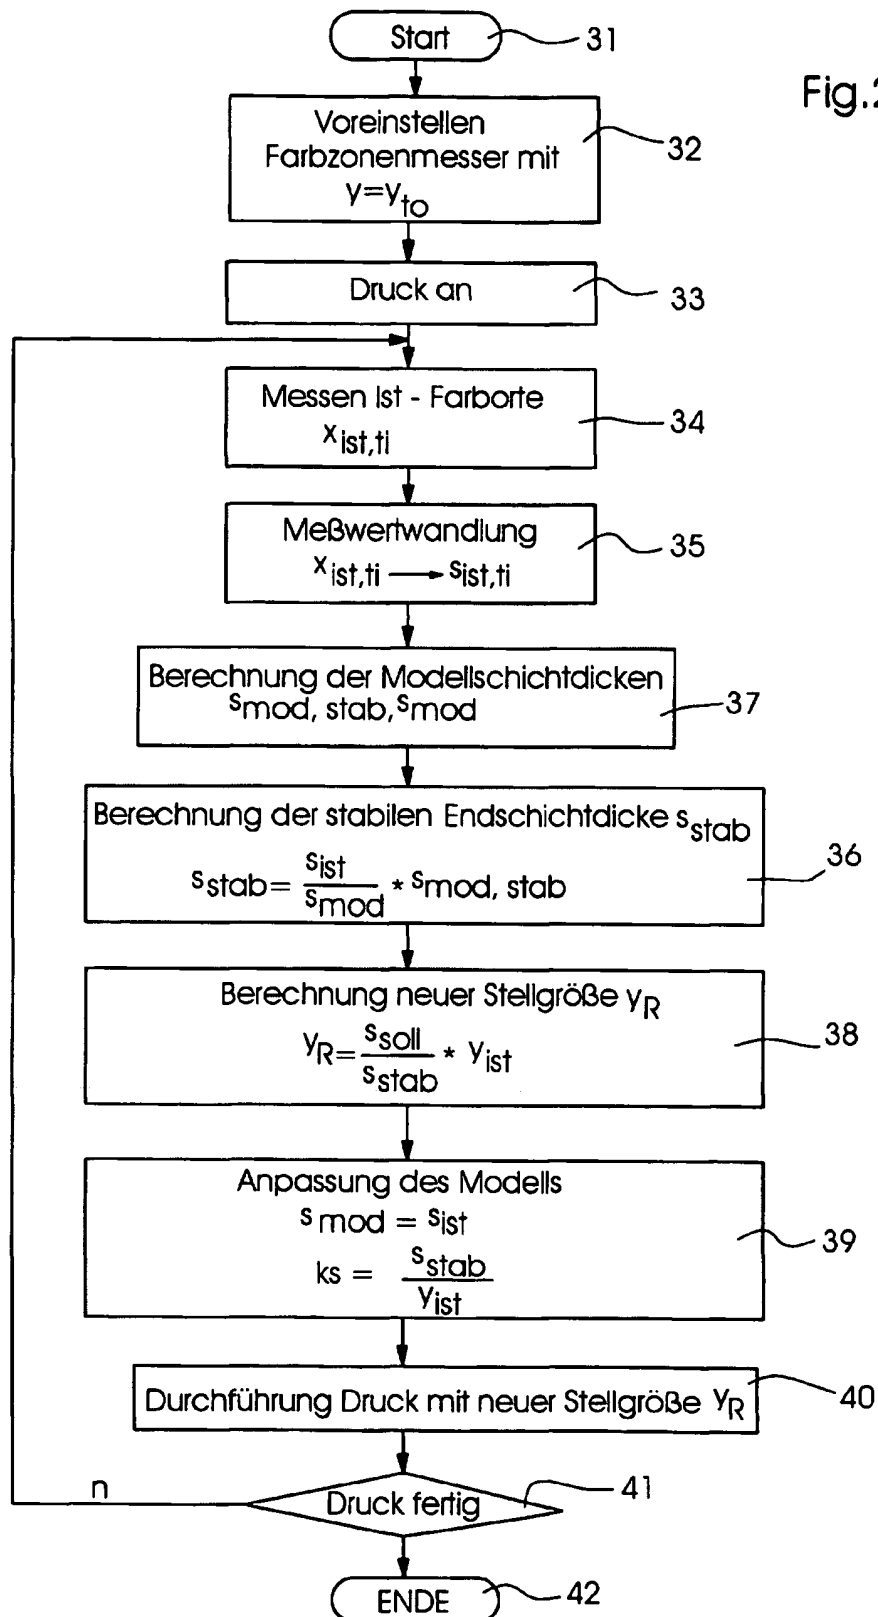 Start
31
Fig.2
Voreinstellen
Farbzonenmesser mit
y=y_to
32
Druck an
33
Messen Ist - Farborte
x_ist,ti
34
Meßwertwandlung
x_ist,ti → s_ist,ti
35
Berechnung der Modellschichtdicken
s_mod, stab, s_mod
37
Berechnung der stabilen Endschichtdicke s_stab
s_stab = s_ist / s_mod * s_mod, stab
36
Berechnung neuer Stellgröße y_R
y_R = s_soll / s_stab * y_ist
38
Anpassung des Modells
s_mod = s_ist
ks = s_stab / y_ist
39
Durchführung Druck mit neuer Stellgröße y_R
40
n
Druck fertig
41
ENDE
42